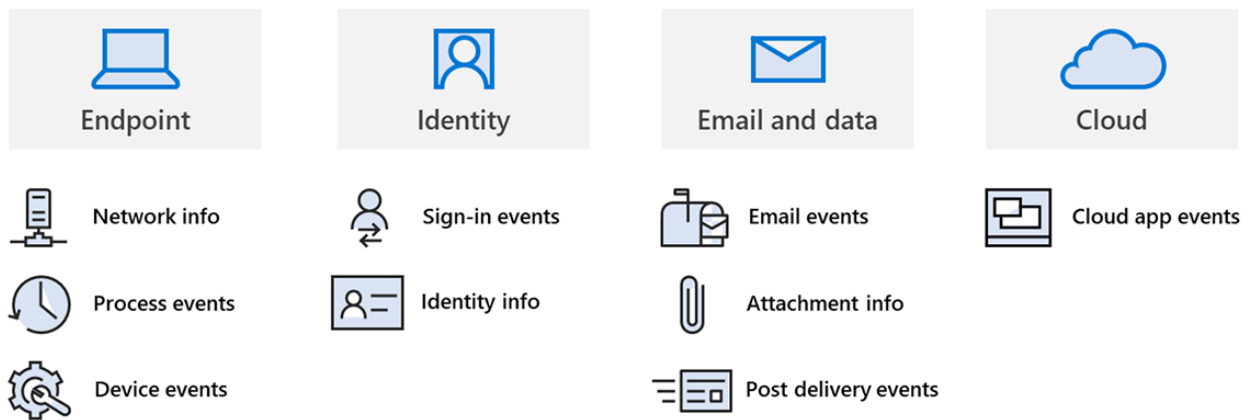 Endpoint
Identity
Email and data
Cloud
Network info
Sign-in events
Email events
Cloud app events
Process events
Identity info
Attachment info
Device events
Post delivery events